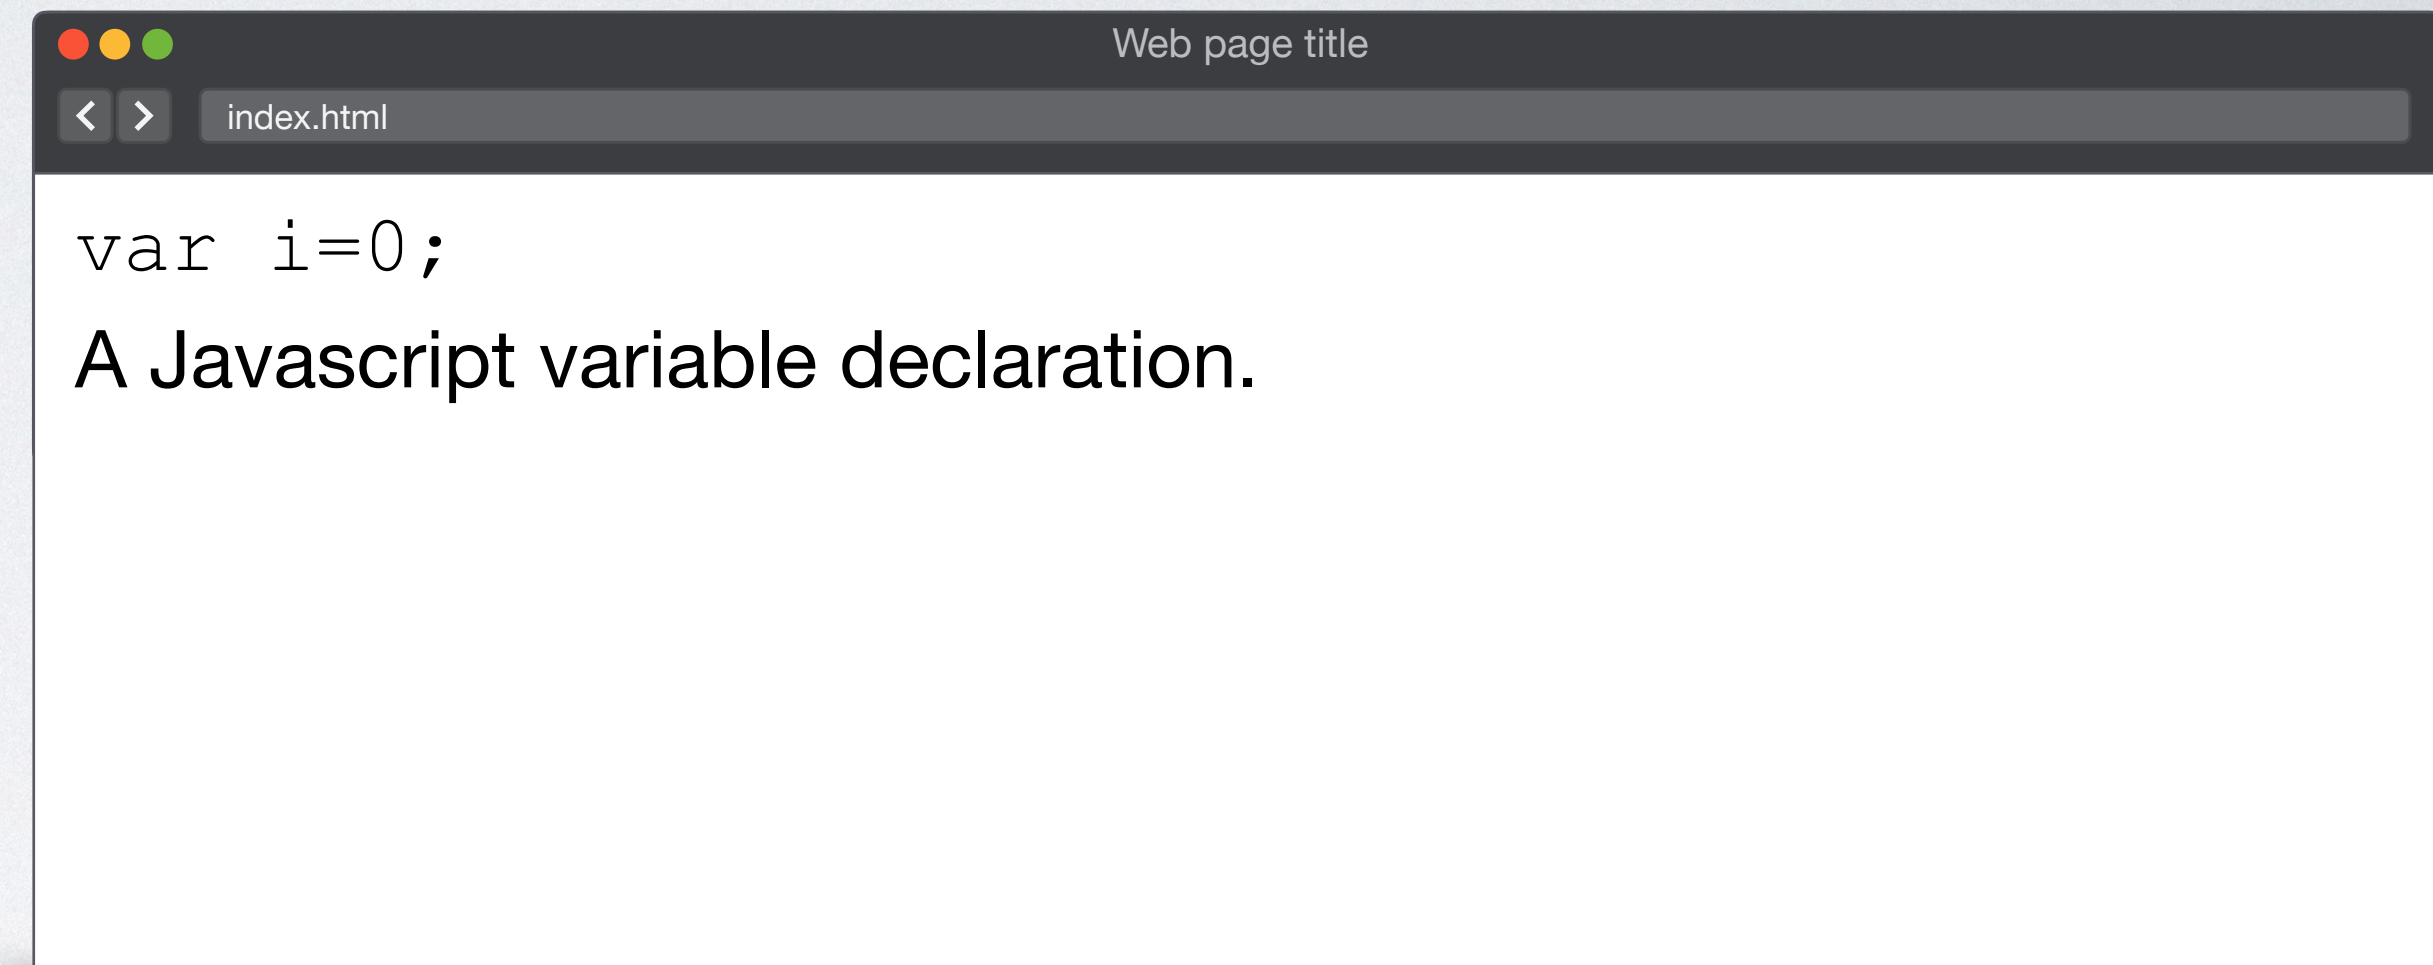 Web page title
index.html
var i=0;
A Javascript variable declaration.